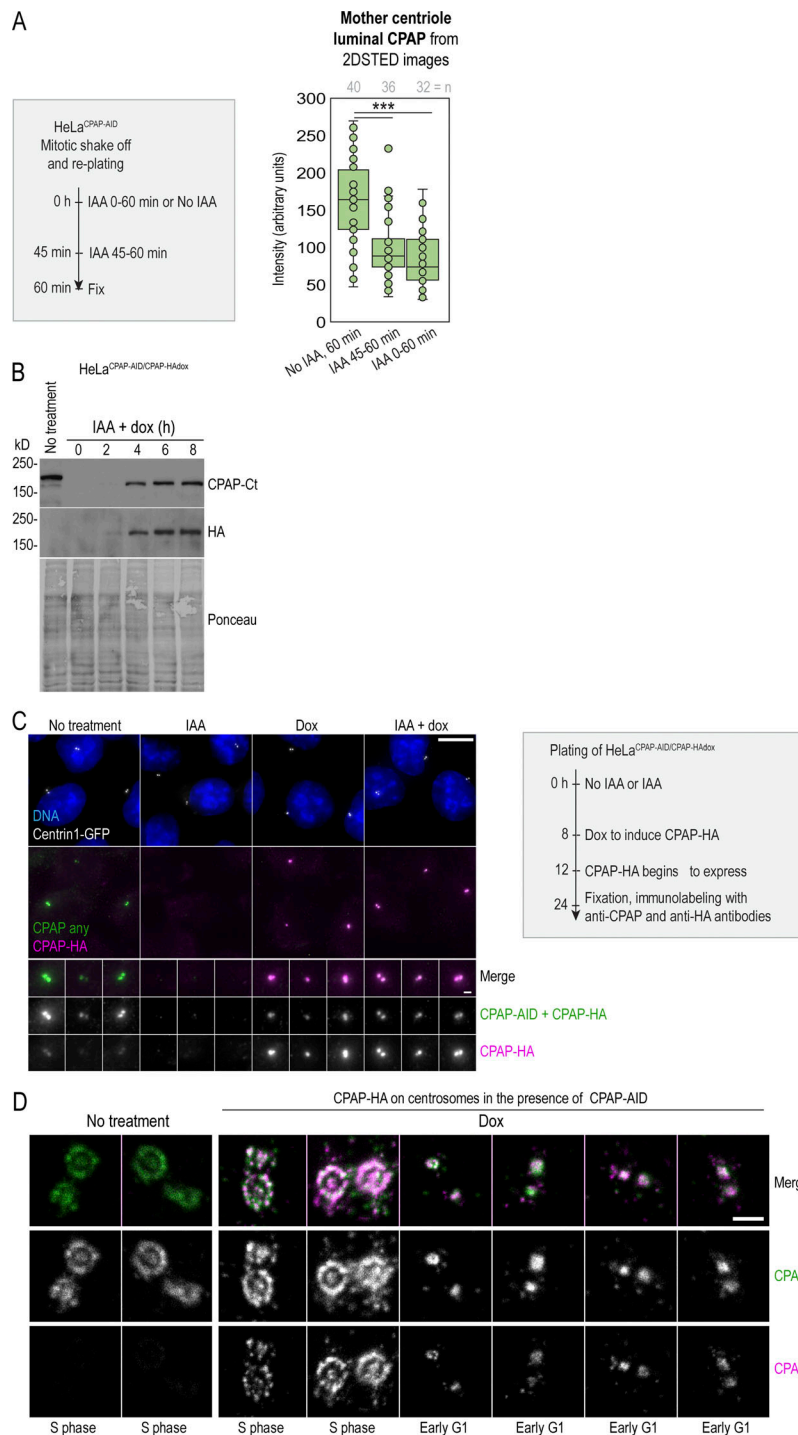 A
Mother centriole
luminal CPAP from
2DSTED images
40 36 32 = n
***
HeLaCPAP-AID
Mitotic shake off
and re-plating
0 h IAA 0-60 min or No IAA
45 min IAA 45-60 min
60 min Fix
Intensity (arbitrary units)
300
250
200
150
100
50
0
No IAA, 60 min
IAA 45-60 min
IAA 0-60 min
B
HeLaCPAP-AID/CPAP-HAdox
No treatment
IAA + dox (h)
kD
0 2 4 6 8
250-
150-
CPAP-Ct
250-
150-
HA
Ponceau
C
No treatment IAA Dox IAA + dox
DNA
Centrin1-GFP
CPAP any
CPAP-HA
Merge
CPAP-AID + CPAP-HA
CPAP-HA
Plating of HeLaCPAP-AID/CPAP-HAdox
0 h No IAA or IAA
8 Dox to induce CPAP-HA
12 CPAP-HA begins to express
24 Fixation, immunolabeling with
anti-CPAP and anti-HA antibodies
D
CPAP-HA on centrosomes in the presence of CPAP-AID
No treatment Dox
Merg
CPA
CPA
S phase S phase S phase S phase Early G1 Early G1 Early G1 Early G1